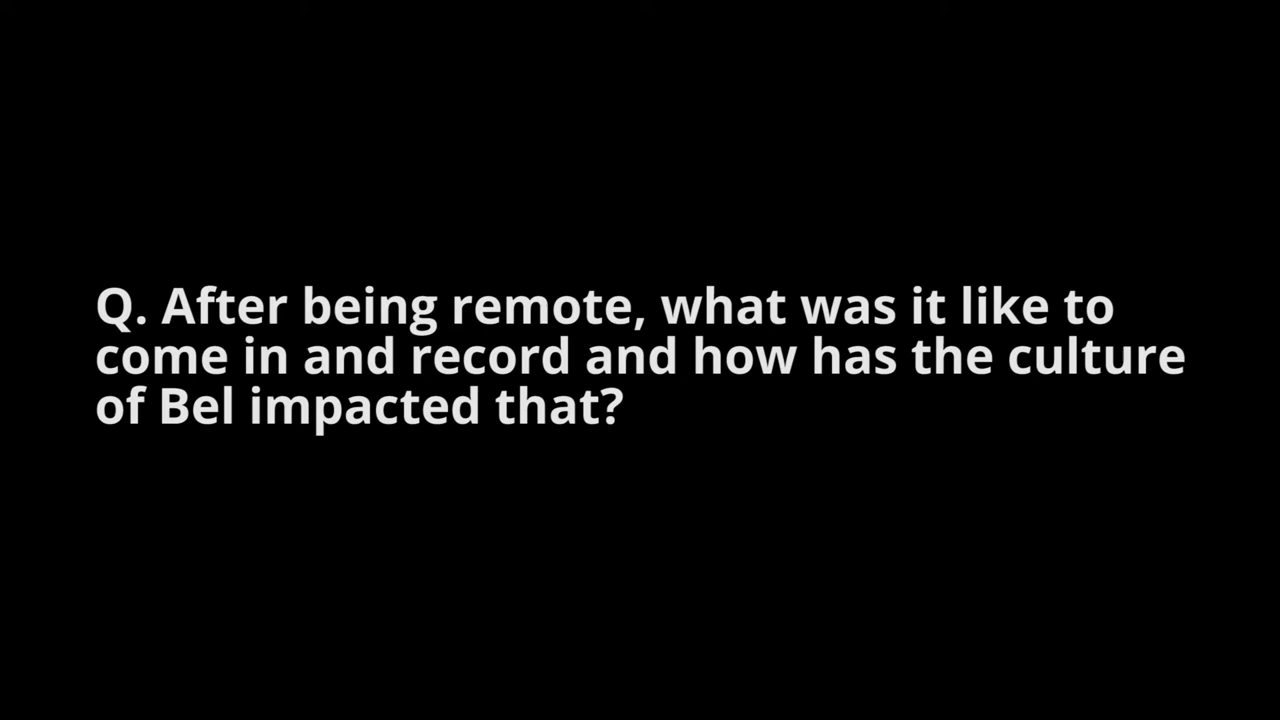 Q. After being remote, what was it like to
come in and record and how has the culture
of Bel impacted that?